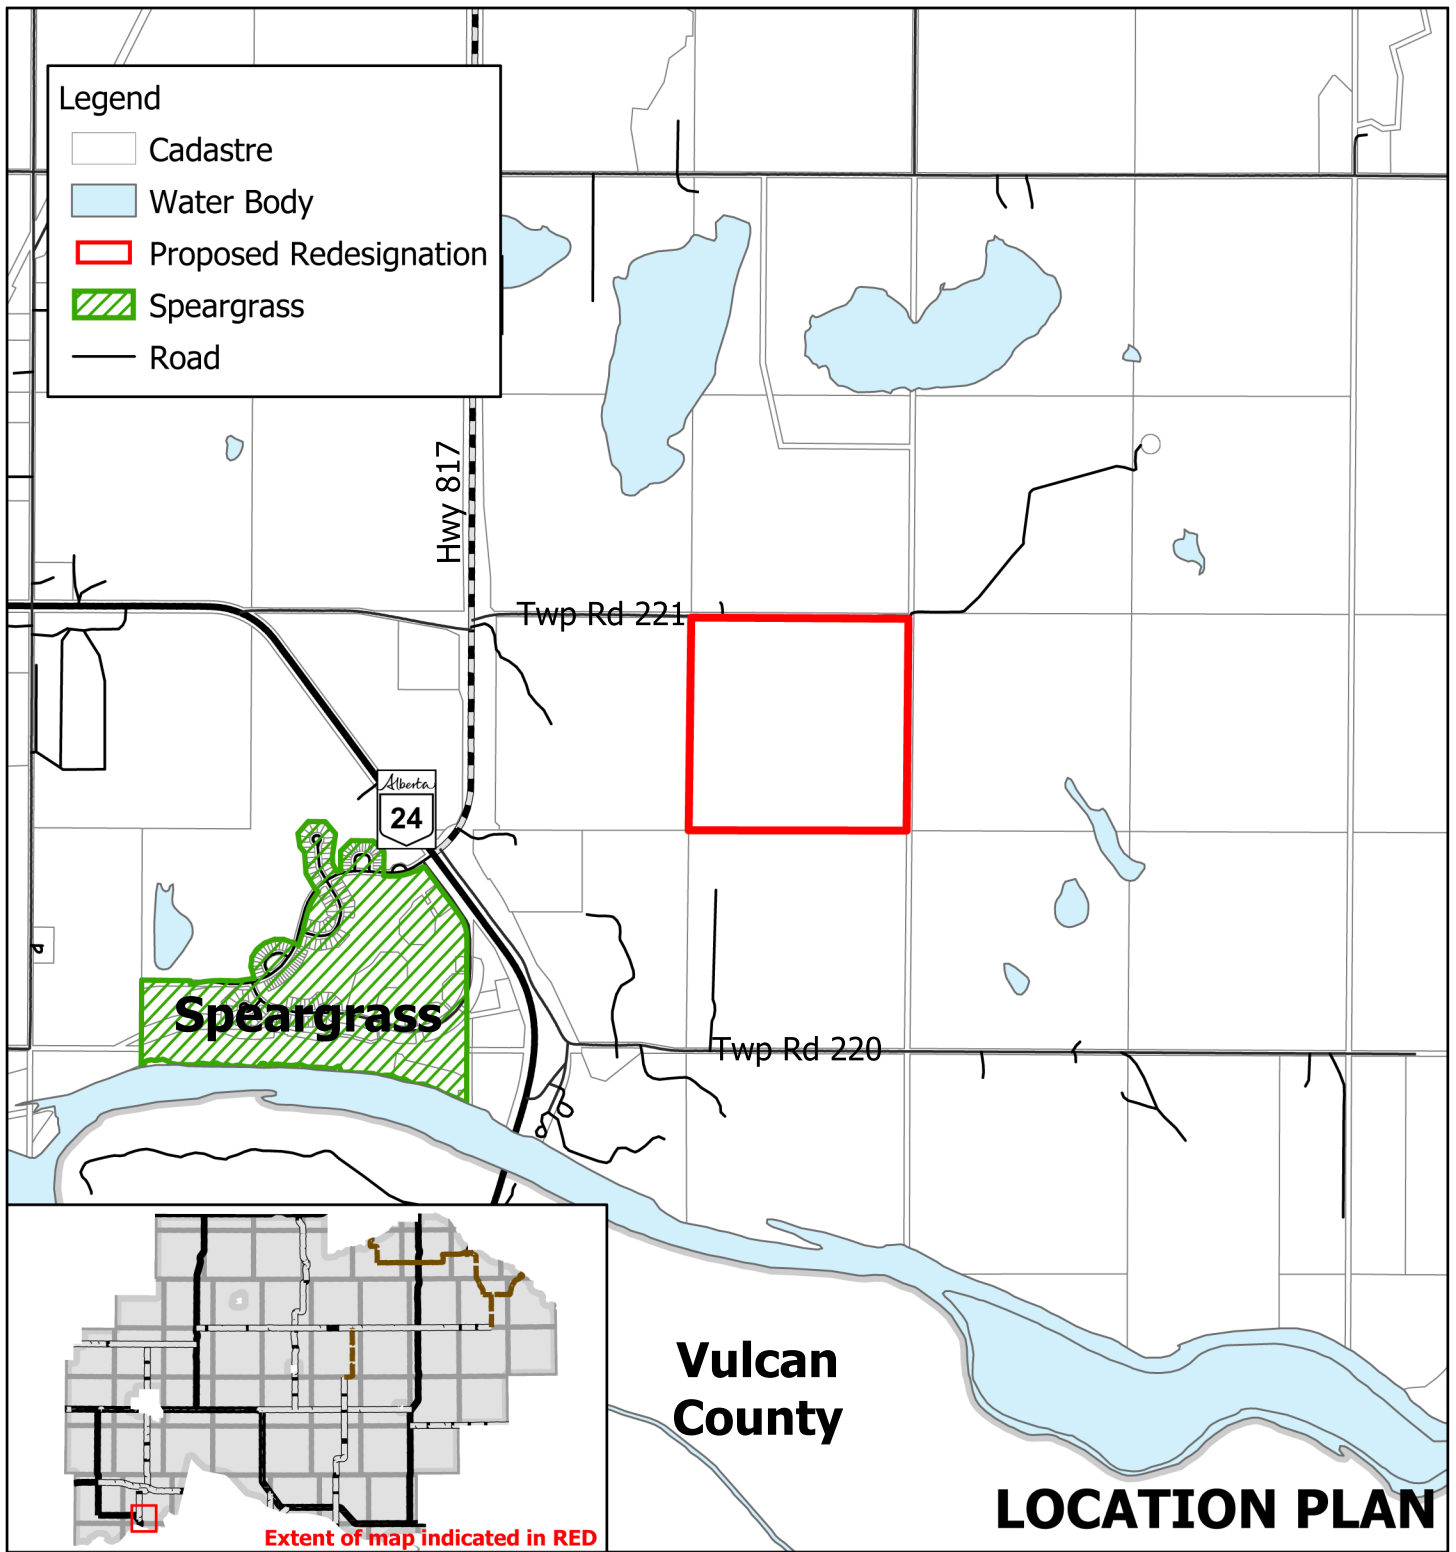 Legend
Cadastre
Water Body
Proposed Redesignation
Speargrass
Road
Hwy 817
Twp Rd 221
Alberta
24
Speargrass
Twp Rd 220
Vulcan
County
LOCATION PLAN
Extent of map indicated in RED